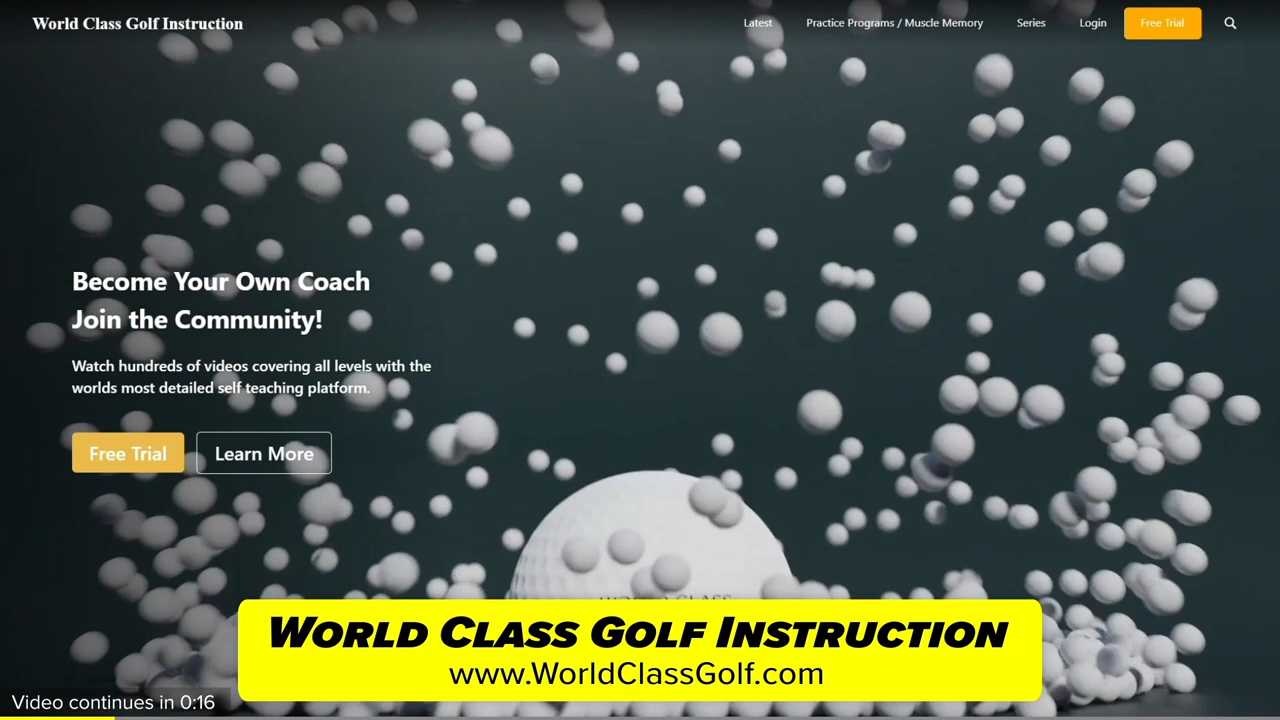 World Class Golf Instruction
Latest
Practice Programs / Muscle Memory
Series
Login
Free Trial
Become Your Own Coach
Join the Community!
Watch hundreds of videos covering all levels with the
worlds most detailed self teaching platform.
Free Trial
Learn More
World Class Golf Instruction
www.WorldClassGolf.com
Video continues in 0:16